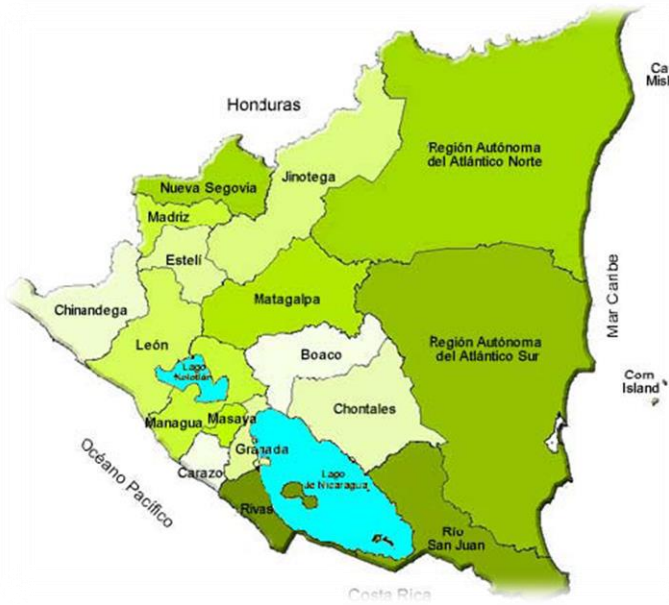 Ca
Misk
Honduras
Región Autónoma
del Atlántico Norte
Jinotega
Nueva Segovia
Madriz
Estelí
Mar Caribe
Chinandega
Matagalpa
León
Región Autónoma
del Atlántico Sur
Boaco
Lago
Corn
Island
Chontales
Managua
Masaya
Granada
Océano Pacífico
Carazo
Lago
de Nicaragua
Rivas
Río
San Juan
Costa Rica